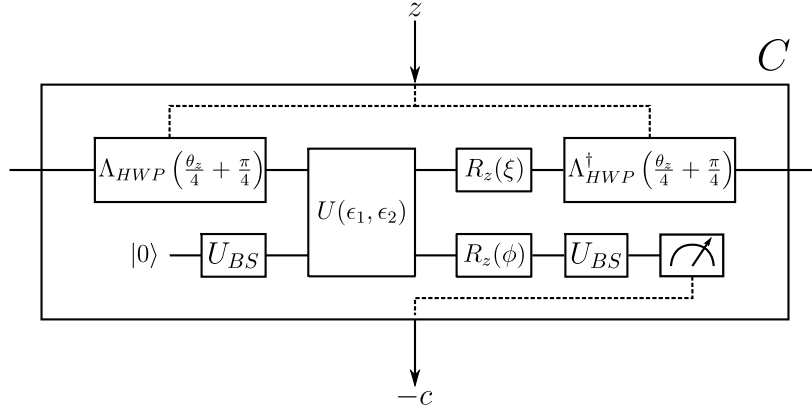 z
C
Λ_{HWP}(θ_z/4 + π/4)
U(ϵ_1, ϵ_2)
R_z(ξ)
Λ^†_{HWP}(θ_z/4 + π/4)
|0⟩
U_{BS}
R_z(ϕ)
U_{BS}
−c